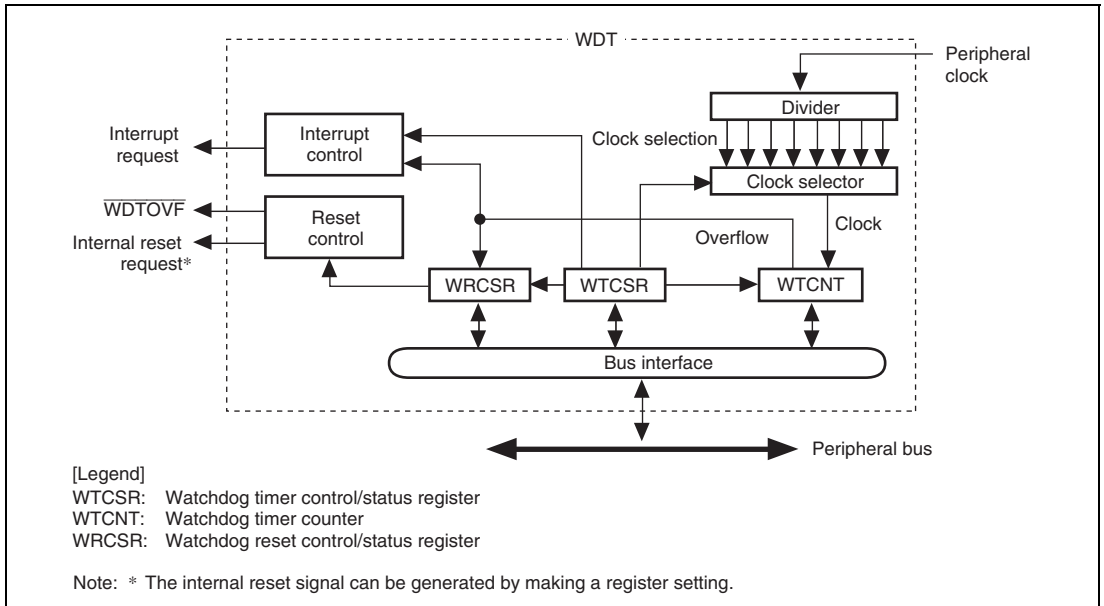 WDT
Peripheral
clock
Divider
Interrupt
request
Interrupt
control
Clock selection
Clock selector
WDTOVF
Reset
control
Internal reset
request*
Overflow
Clock
WRCSR
WTCSR
WTCNT
Bus interface
Peripheral bus
[Legend]
WTCSR: Watchdog timer control/status register
WTCNT: Watchdog timer counter
WRCSR: Watchdog reset control/status register
Note: * The internal reset signal can be generated by making a register setting.